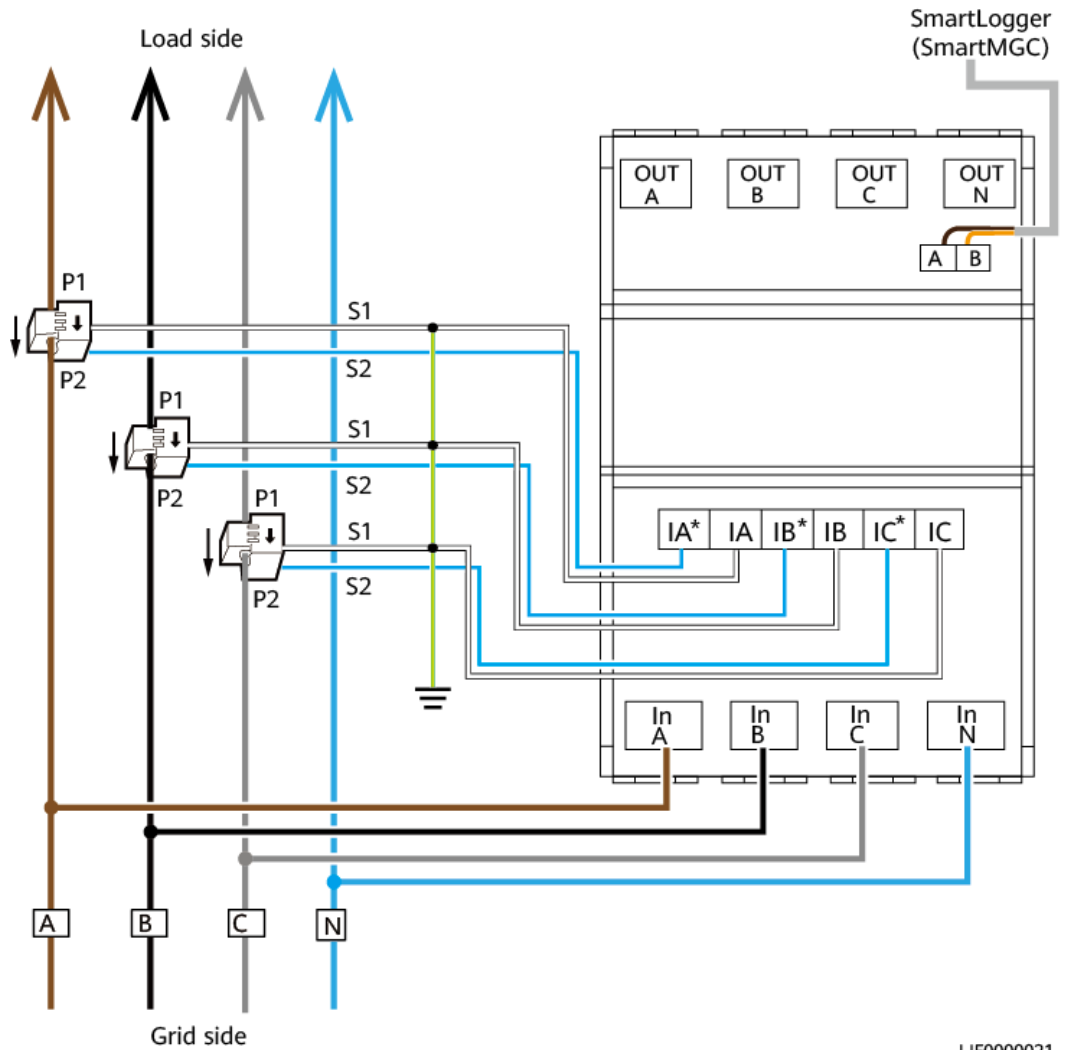 SmartLogger
(SmartMGC)
Load side
OUT
A
OUT
B
OUT
C
OUT
N
A B
P1
S1
P2
S2
P1
S1
P2
S2
P1
S1
P2
S2
IA* IA IB* IB IC* IC
In
A
In
B
In
C
In
N
A B C N
Grid side